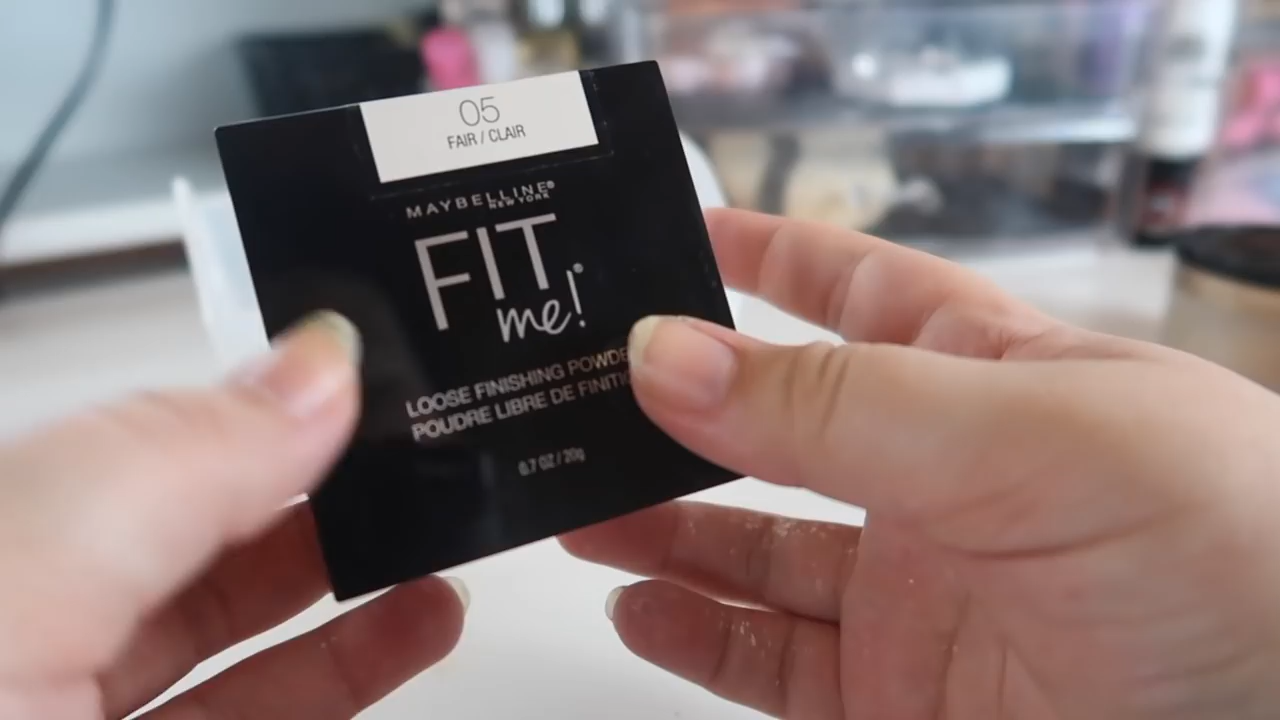 05
FAIR / CLAIR
MAYBELLINE®
NEW YORK
FIT
me!®
LOOSE FINISHING POWDE
POUDRE LIBRE DE FINITI
0.7 OZ / 20g